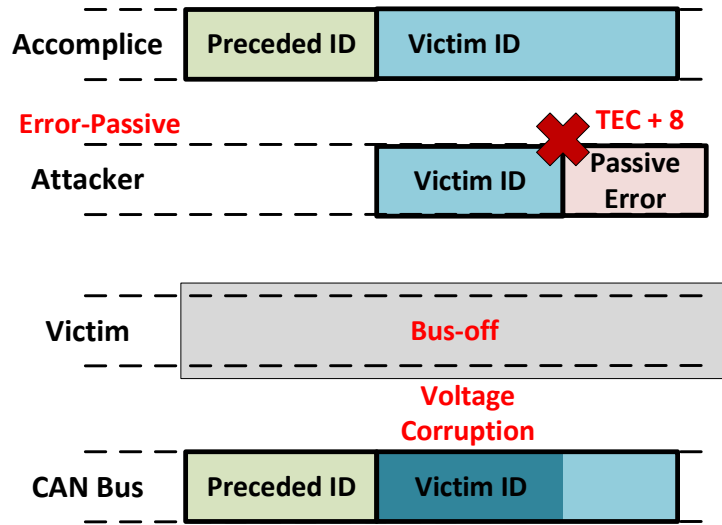 Accomplice
Preceded ID
Victim ID
Error-Passive
TEC + 8
Attacker
Victim ID
Passive
Error
Victim
Bus-off
Voltage
Corruption
CAN Bus
Preceded ID
Victim ID